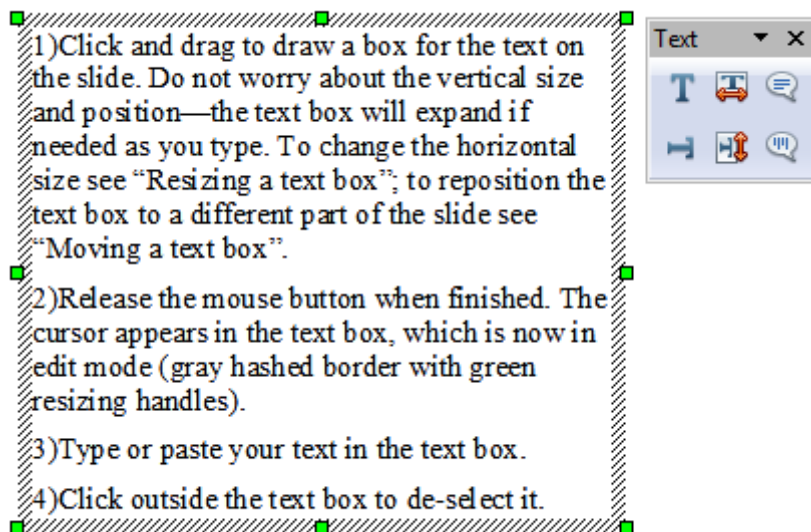 1)Click and drag to draw a box for the text on
the slide. Do not worry about the vertical size
and position—the text box will expand if
needed as you type. To change the horizontal
size see “Resizing a text box”; to reposition the
text box to a different part of the slide see
“Moving a text box”.
2)Release the mouse button when finished. The
cursor appears in the text box, which is now in
edit mode (gray hashed border with green
resizing handles).
3)Type or paste your text in the text box.
4)Click outside the text box to de-select it.
Text